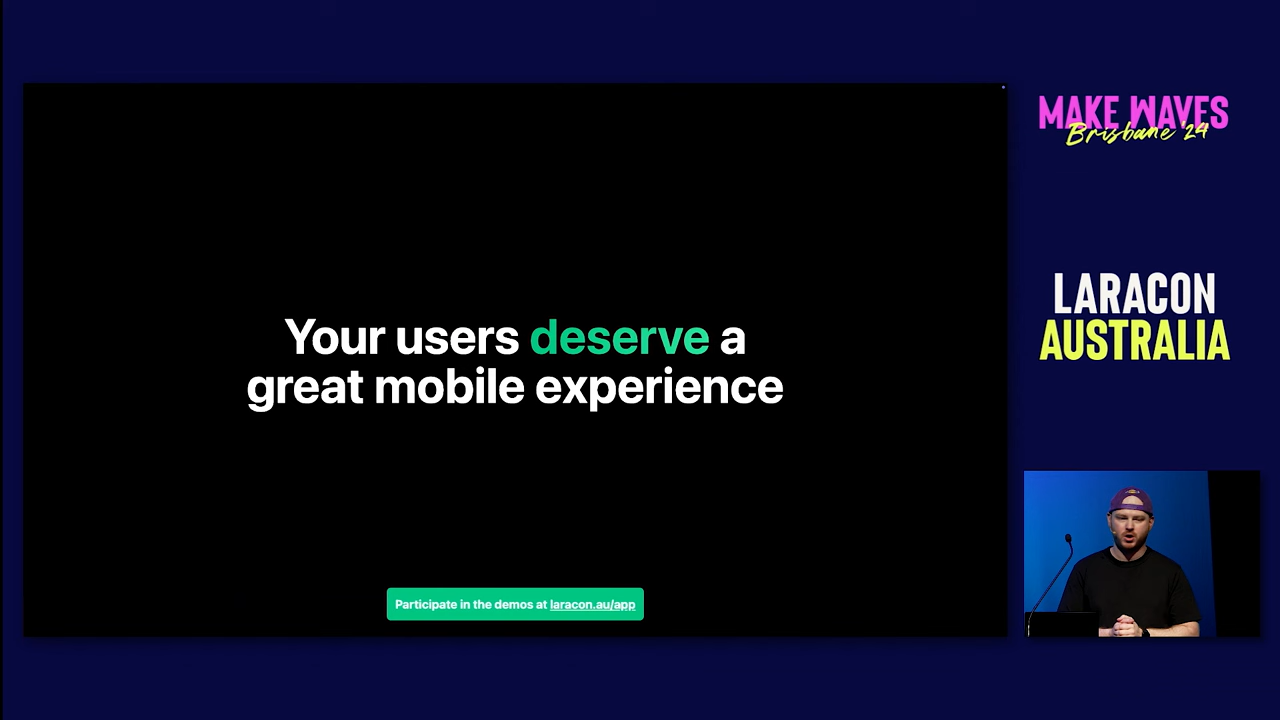 Your users deserve a
great mobile experience
Participate in the demos at laracon.au/app
MAKE WAVES
Brisbane '24
LARACON
AUSTRALIA